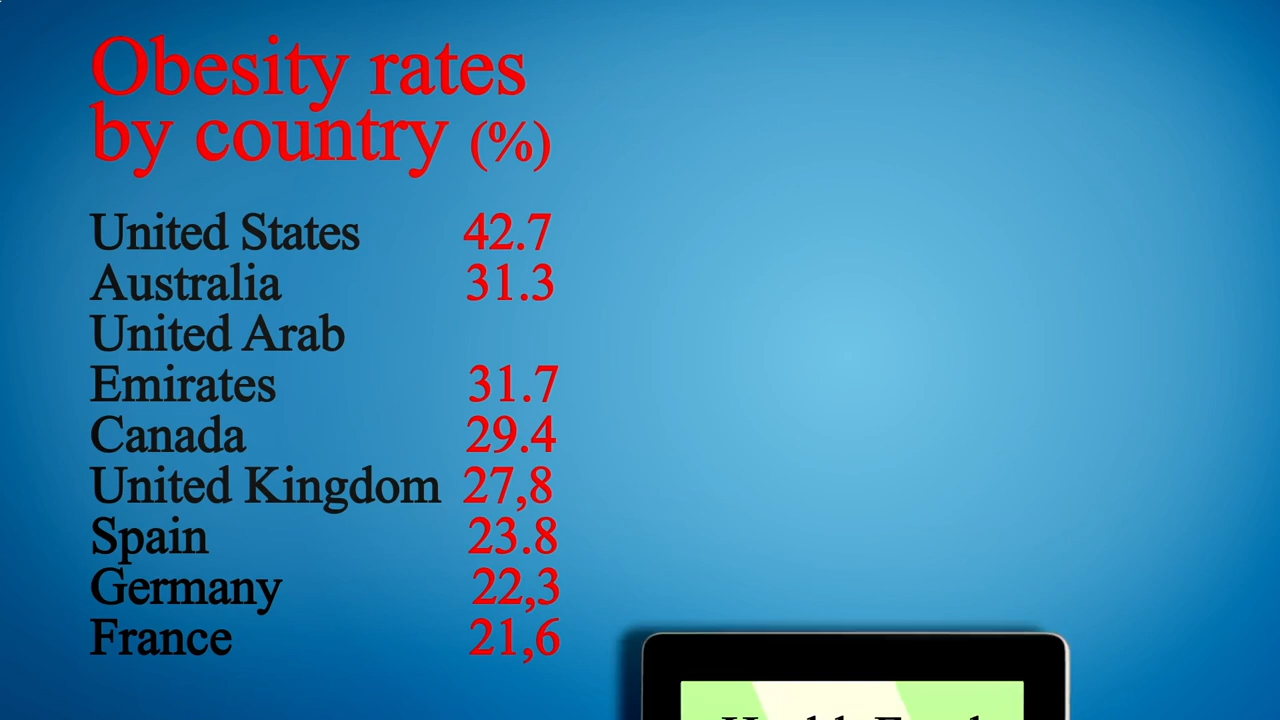 Obesity rates
by country (%)
United States 42.7
Australia 31.3
United Arab
Emirates 31.7
Canada 29.4
United Kingdom 27,8
Spain 23.8
Germany 22,3
France 21,6